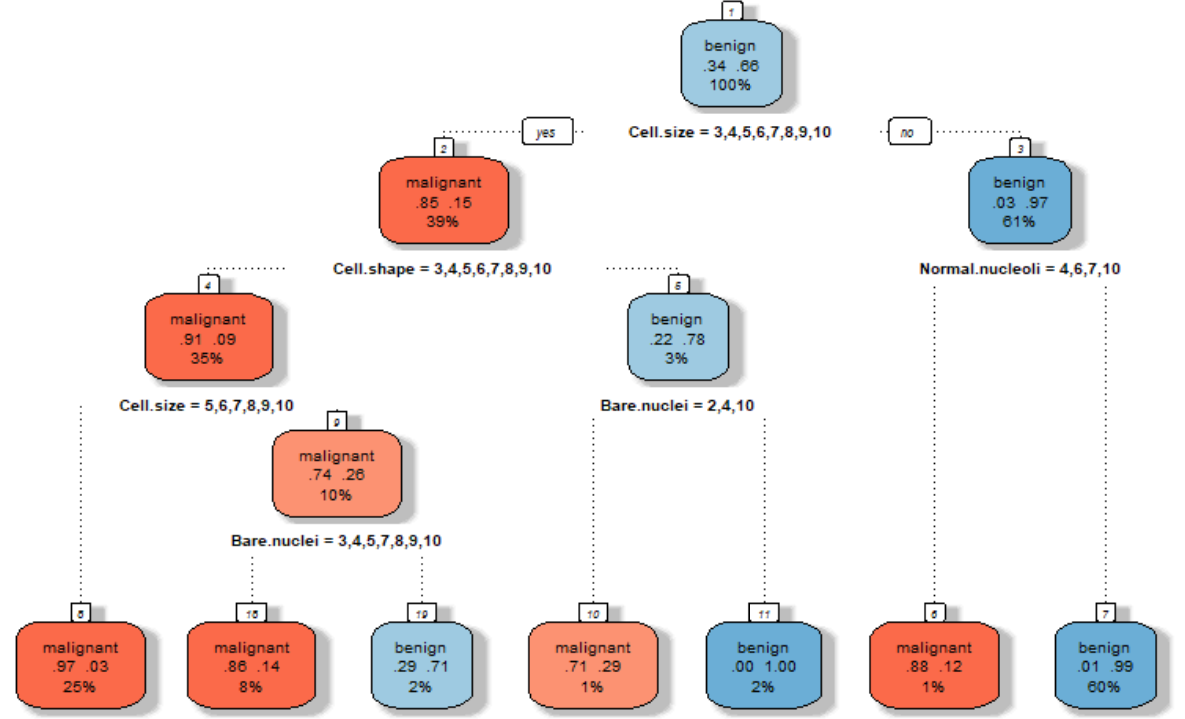 1
benign
.34 .66
100%
yes
Cell.size = 3,4,5,6,7,8,9,10
no
2
malignant
.85 .15
39%
3
benign
.03 .97
61%
Cell.shape = 3,4,5,6,7,8,9,10
Normal.nucleoli = 4,6,7,10
4
malignant
.91 .09
35%
5
benign
.22 .78
3%
Cell.size = 5,6,7,8,9,10
Bare.nuclei = 2,4,10
9
malignant
.74 .26
10%
Bare.nuclei = 3,4,5,7,8,9,10
8
malignant
.97 .03
25%
18
malignant
.86 .14
8%
19
benign
.29 .71
2%
10
malignant
.71 .29
1%
11
benign
.00 1.00
2%
6
malignant
.88 .12
1%
7
benign
.01 .99
60%